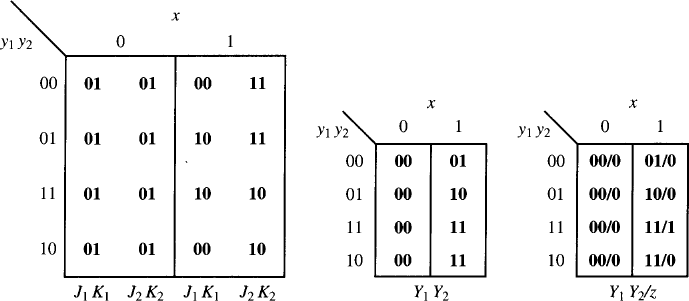 x
y₁ y₂ 0 1
00 01 01 00 11
01 01 01 10 11
11 01 01 10 10
10 01 01 00 10
J₁ K₁ J₂ K₂ J₁ K₁ J₂ K₂
x
y₁ y₂ 0 1
00 00 01
01 00 10
11 00 11
10 00 11
Y₁ Y₂
x
y₁ y₂ 0 1
00 00/0 01/0
01 00/0 10/0
11 00/0 11/1
10 00/0 11/0
Y₁ Y₂/z